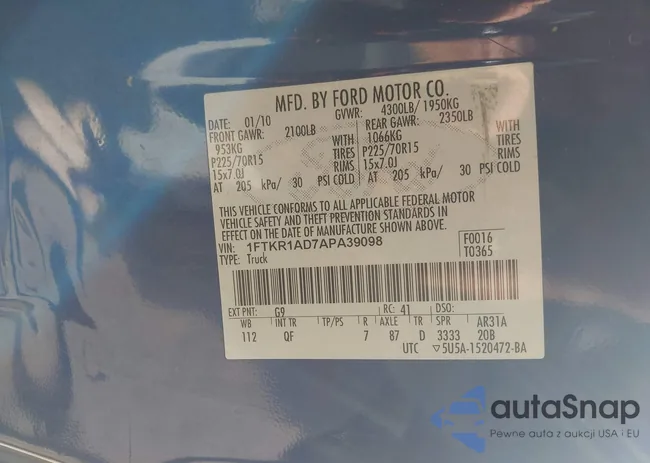 MFD. BY FORD MOTOR CO.
DATE: 01/10 GVWR: 4300LB/ 1950KG
FRONT GAWR: 2100LB REAR GAWR: 2350LB
953KG WITH 1066KG WITH
P225/70R15 TIRES P225/70R15 TIRES
15x7.0J RIMS 15x7.0J RIMS
AT 205 kPa/ 30 PSI COLD AT 205 kPa/ 30 PSI COLD
THIS VEHICLE CONFORMS TO ALL APPLICABLE FEDERAL MOTOR
VEHICLE SAFETY AND THEFT PREVENTION STANDARDS IN
EFFECT ON THE DATE OF MANUFACTURE SHOWN ABOVE.
VIN: 1FTKR1AD7APA39098 F0016
TYPE: Truck T0365
EXT PNT: G9 RC: 41 DSO:
WB INT TR TP/PS R AXLE TR SPR AR31A
112 QF 7 87 D 3333 20B
UTC ▽5U5A-1520472-BA
autaSnap
Pewne auta z aukcji USA i EU